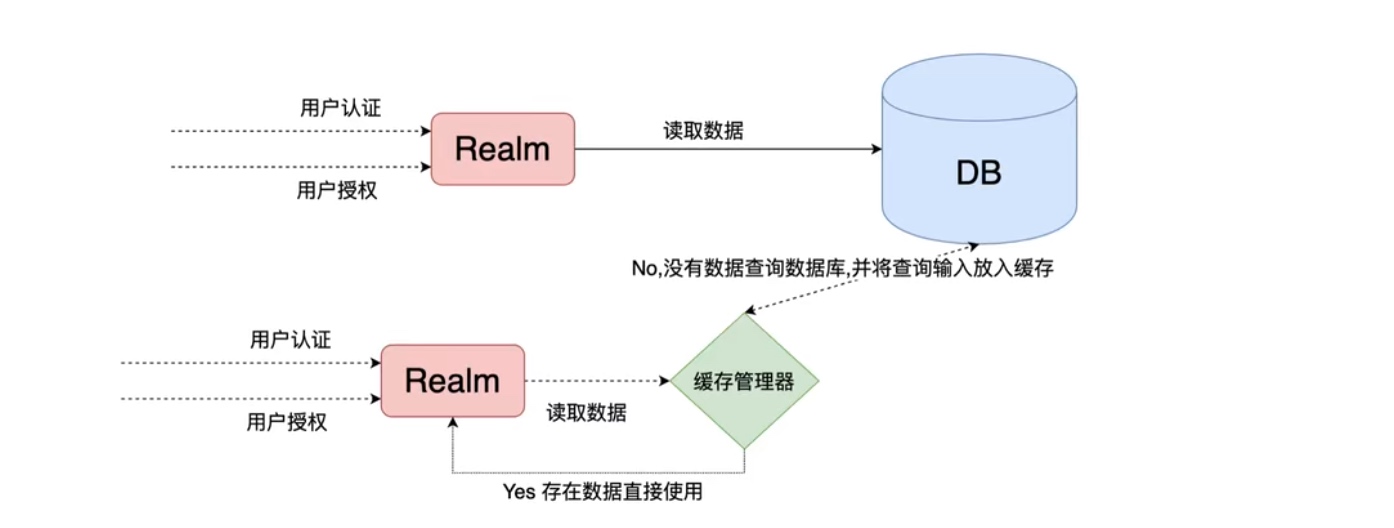 用户认证
读取数据
Realm
用户授权
DB
No,没有数据查询数据库,并将查询输入放入缓存
用户认证
Realm
缓存管理器
读取数据
用户授权
Yes 存在数据直接使用